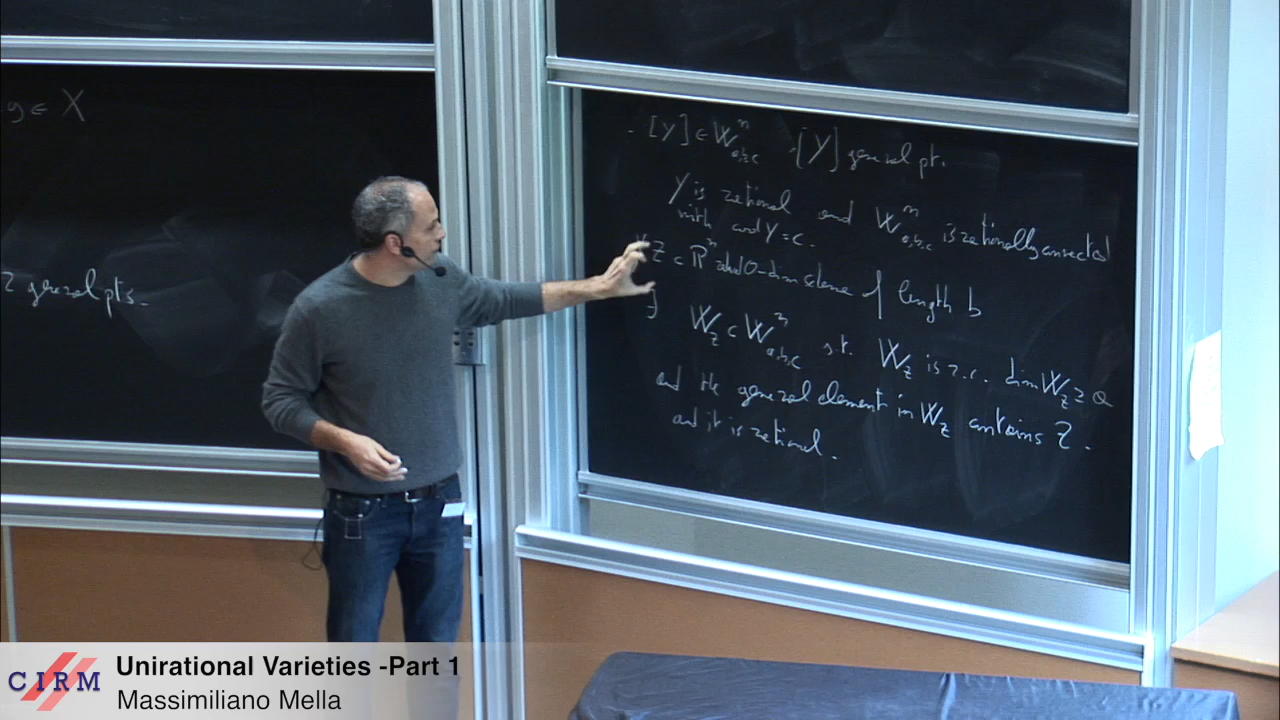 y ∈ X
2 general pts.
- [Y] ∈ W^n_{a,b,c} · [Y] general pt.
Y is rational and W^n_{a,b,c} is rationally connected
with cod Y = c.
∀ Z ⊂ P^n 0-dim scheme of length b
∃ W_Z ⊂ W^n_{a,b,c} s.t. W_Z is r.c. dim W_Z ≥ a
and the general element in W_Z contains Z.
and it is rational.
CIRM
Unirational Varieties -Part 1
Massimiliano Mella